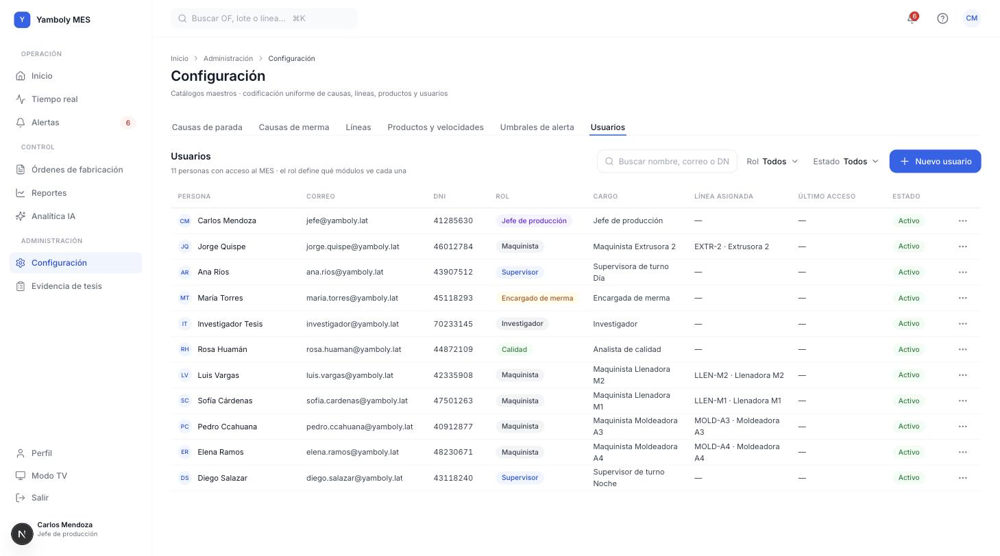 Y Yamboly MES
Buscar OF, lote o línea... ⌘K
6
CM
OPERACIÓN
Inicio
Tiempo real
Alertas 6
CONTROL
Órdenes de fabricación
Reportes
Analítica IA
ADMINISTRACIÓN
Configuración
Evidencia de tesis
Perfil
Modo TV
Salir
N Carlos Mendoza
Jefe de producción
Inicio > Administración > Configuración
Configuración
Catálogos maestros · codificación uniforme de causas, líneas, productos y usuarios
Causas de parada Causas de merma Líneas Productos y velocidades Umbrales de alerta Usuarios
Usuarios
11 personas con acceso al MES · el rol define qué módulos ve cada una
Buscar nombre, correo o DN Rol Todos Estado Todos + Nuevo usuario
PERSONA CORREO DNI ROL CARGO LÍNEA ASIGNADA ÚLTIMO ACCESO ESTADO
CM Carlos Mendoza jefe@yamboly.lat 41285630 Jefe de producción Jefe de producción — — Activo ...
JQ Jorge Quispe jorge.quispe@yamboly.lat 46012784 Maquinista Maquinista Extrusora 2 EXTR-2 · Extrusora 2 — Activo ...
AR Ana Ríos ana.rios@yamboly.lat 43907512 Supervisor Supervisora de turno
Día — — Activo ...
MT María Torres maria.torres@yamboly.lat 45118293 Encargado de merma Encargada de merma — — Activo ...
IT Investigador Tesis investigador@yamboly.lat 70233145 Investigador Investigador — — Activo ...
RH Rosa Huamán rosa.huaman@yamboly.lat 44872109 Calidad Analista de calidad — — Activo ...
LV Luis Vargas luis.vargas@yamboly.lat 42335908 Maquinista Maquinista Llenadora
M2 LLEN-M2 · Llenadora M2 — Activo ...
SC Sofía Cárdenas sofia.cardenas@yamboly.lat 47501263 Maquinista Maquinista Llenadora
M1 LLEN-M1 · Llenadora M1 — Activo ...
PC Pedro Ccahuana pedro.ccahuana@yamboly.lat 40912877 Maquinista Maquinista Moldeadora
A3 MOLD-A3 · Moldeadora
A3 — Activo ...
ER Elena Ramos elena.ramos@yamboly.lat 48230671 Maquinista Maquinista Moldeadora
A4 MOLD-A4 · Moldeadora
A4 — Activo ...
DS Diego Salazar diego.salazar@yamboly.lat 43118240 Supervisor Supervisor de turno
Noche — — Activo ...